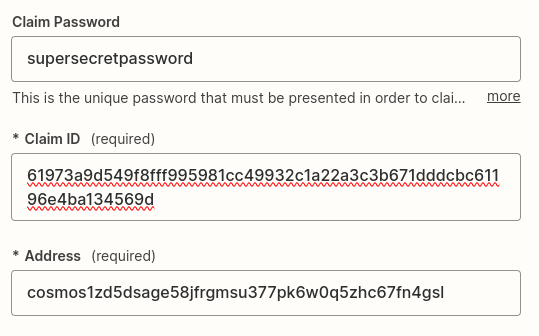 Claim Password
supersecretpassword
This is the unique password that must be presented in order to clai... more
* Claim ID (required)
61973a9d549f8fff995981cc49932c1a22a3c3b671dddcbc611
96e4ba134569d
* Address (required)
cosmos1zd5dsage58jfrgmsu377pk6w0q5zhc67fn4gsl